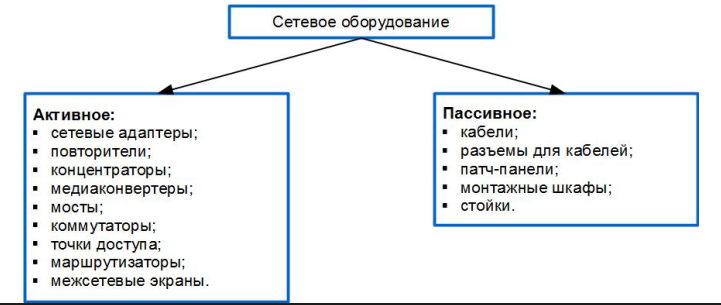 Сетевое оборудование
Активное:
▪ сетевые адаптеры;
▪ повторители;
▪ концентраторы;
▪ медиаконвертеры;
▪ мосты;
▪ коммутаторы;
▪ точки доступа;
▪ маршрутизаторы;
▪ межсетевые экраны.
Пассивное:
▪ кабели;
▪ разъемы для кабелей;
▪ патч-панели;
▪ монтажные шкафы;
▪ стойки.